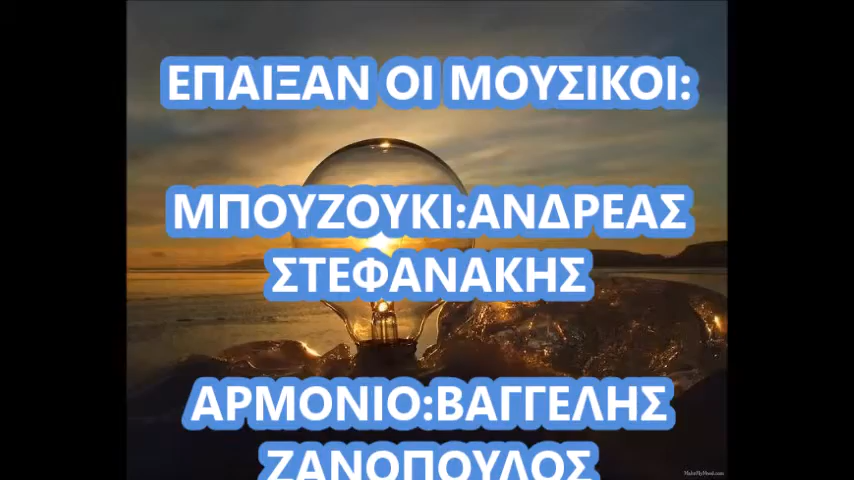 ΕΠΑΙΞΑΝ ΟΙ ΜΟΥΣΙΚΟΙ:
ΜΠΟΥΖΟΥΚΙ:ΑΝΔΡΕΑΣ
ΣΤΕΦΑΝΑΚΗΣ
ΑΡΜΟΝΙΟ:ΒΑΓΓΕΛΗΣ
ΖΑΝΟΠΟΥΛΟΣ